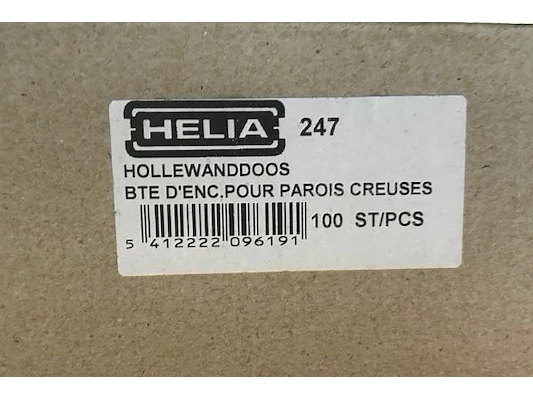 HELIA 247
HOLLEWANDDOOS
BTE D'ENC.POUR PAROIS CREUSES
100 ST/PCS
5 412222 096191